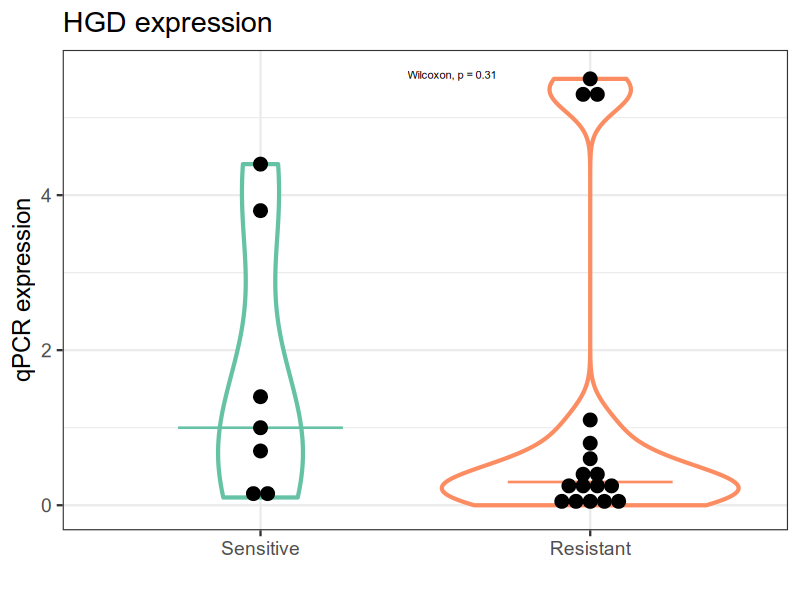 HGD expression
Wilcoxon, p = 0.31
qPCR expression
4
2
0
Sensitive
Resistant